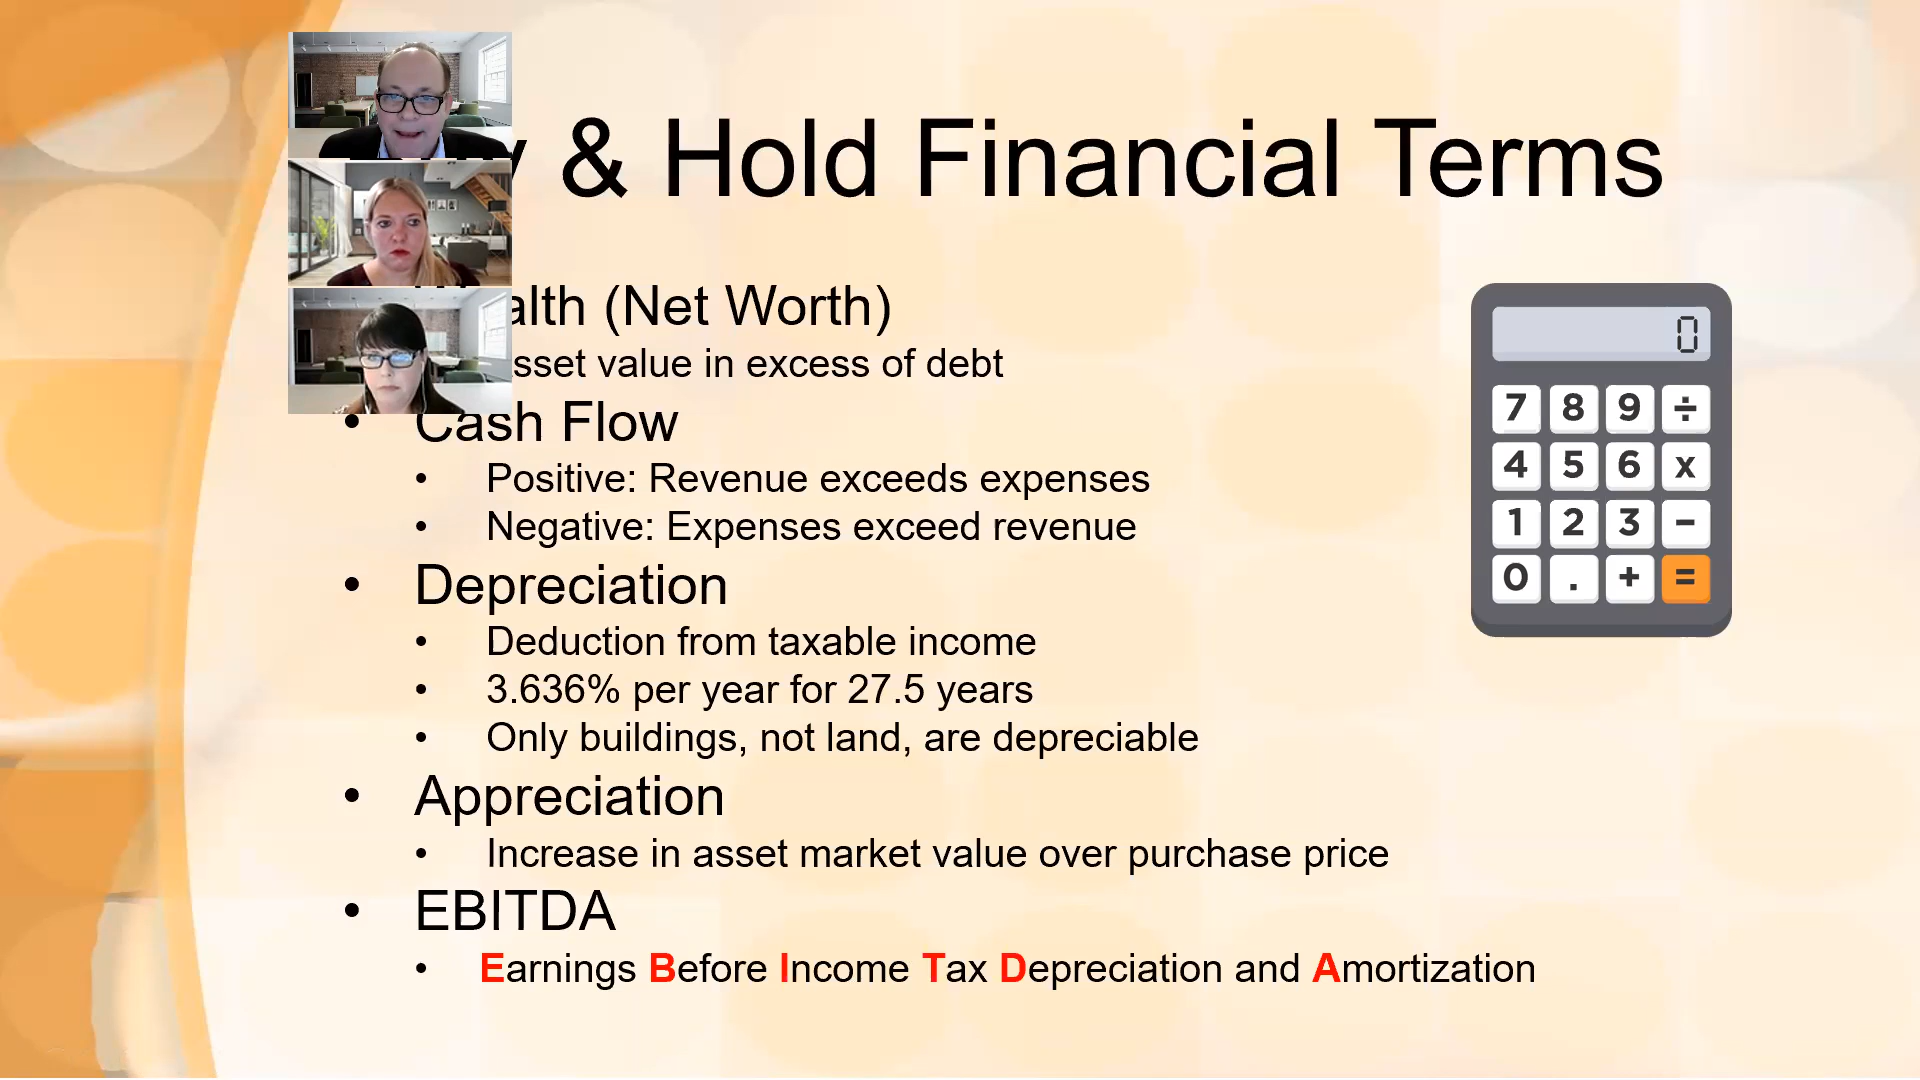 & Hold Financial Terms
(Net Worth)
asset value in excess of debt
• Cash Flow
• Positive: Revenue exceeds expenses
• Negative: Expenses exceed revenue
• Depreciation
• Deduction from taxable income
• 3.636% per year for 27.5 years
• Only buildings, not land, are depreciable
• Appreciation
• Increase in asset market value over purchase price
• EBITDA
• Earnings Before Income Tax Depreciation and Amortization
0
7 8 9 ÷
4 5 6 x
1 2 3 −
0 . + =